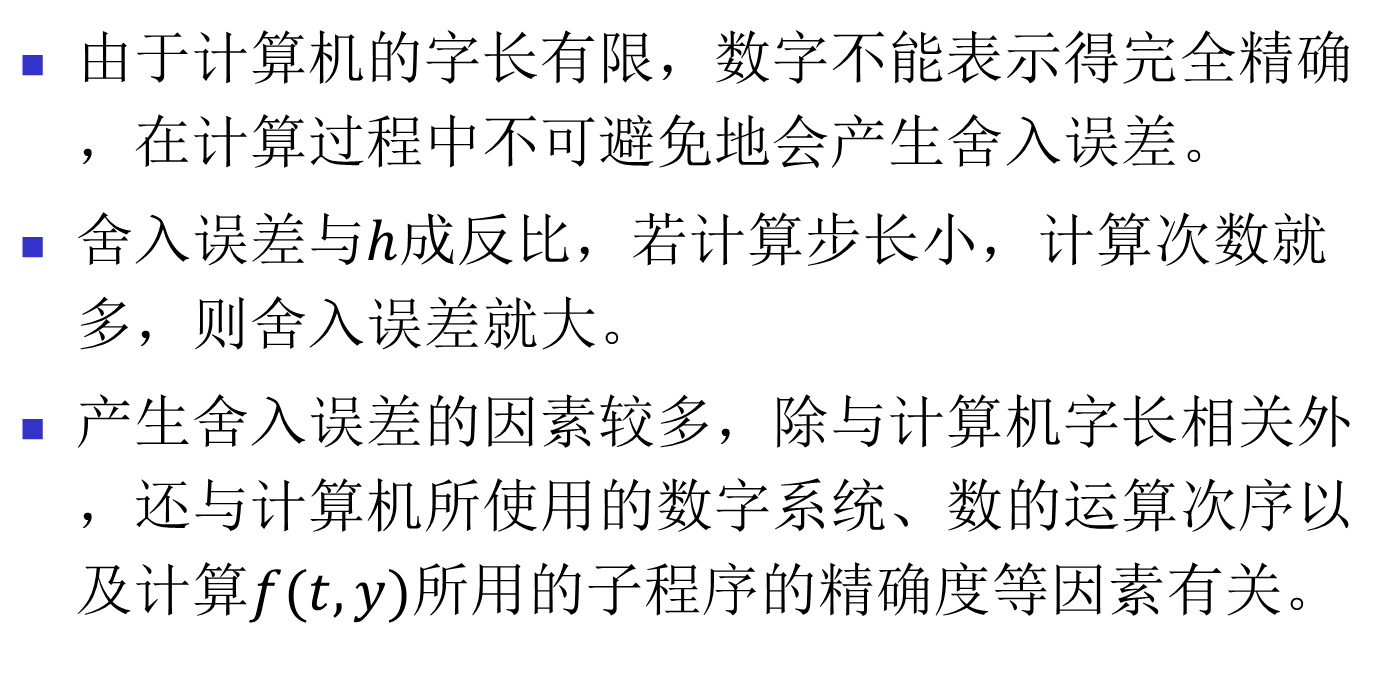 由于计算机的字长有限，数字不能表示得完全精确
，在计算过程中不可避免地会产生舍入误差。
舍入误差与h成反比，若计算步长小，计算次数就
多，则舍入误差就大。
产生舍入误差的因素较多，除与计算机字长相关外
，还与计算机所使用的数字系统、数的运算次序以
及计算f(t,y)所用的子程序的精确度等因素有关。